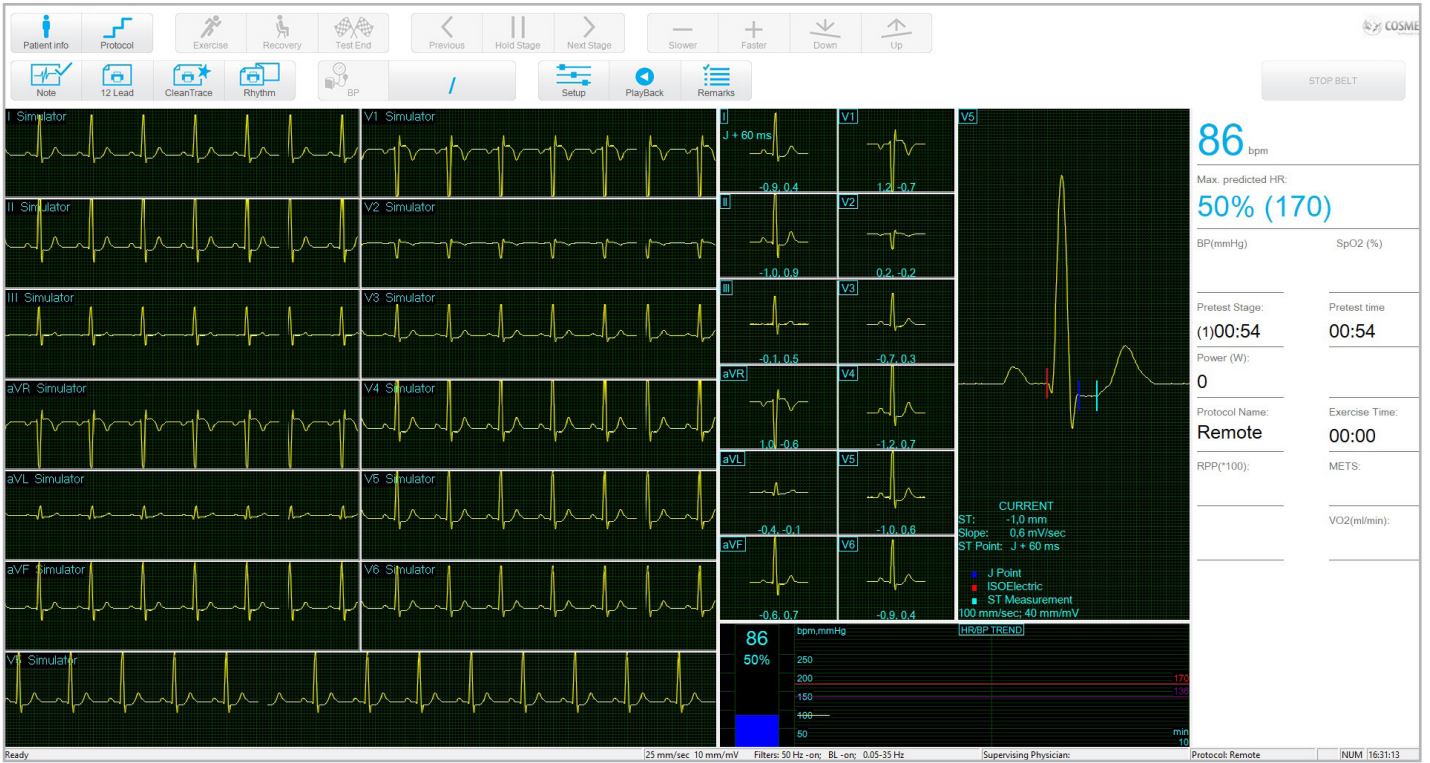 Patient info
Protocol
Exercise
Recovery
Test End
Previous
Hold Stage
Next Stage
Slower
Faster
Down
Up
COSME
Note
12 Lead
CleanTrace
Rhythm
BP
/
Setup
PlayBack
Remarks
STOP BELT
I Simulator
V1 Simulator
II Simulator
V2 Simulator
III Simulator
V3 Simulator
aVR Simulator
V4 Simulator
aVL Simulator
V5 Simulator
aVF Simulator
V6 Simulator
V5 Simulator
I
J + 60 ms
-0.9, 0.4
V1
1.2, -0.7
II
-1.0, 0.9
V2
0.2, -0.2
III
-0.1, 0.5
V3
-0.7, 0.3
aVR
1.0, -0.6
V4
-1.2, 0.7
aVL
-0.4, -0.1
V5
-1.0, 0.6
aVF
-0.6, 0.7
V6
-0.9, 0.4
V5
CURRENT
ST: -1,0 mm
Slope: 0,6 mV/sec
ST Point: J + 60 ms
J Point
ISOElectric
ST Measurement
100 mm/sec; 40 mm/mV
86
50%
bpm,mmHg
HR/BP TREND
250
200
170
150
136
100
50
min
10
86 bpm
Max. predicted HR:
50% (170)
BP(mmHg)
SpO2 (%)
Pretest Stage:
Pretest time
(1)00:54
00:54
Power (W):
0
Protocol Name:
Exercise Time:
Remote
00:00
RPP(*100):
METS:
VO2(ml/min):
Ready
25 mm/sec 10 mm/mV
Filters: 50 Hz -on; BL -on; 0.05-35 Hz
Supervising Physician:
Protocol: Remote
NUM
16:31:13